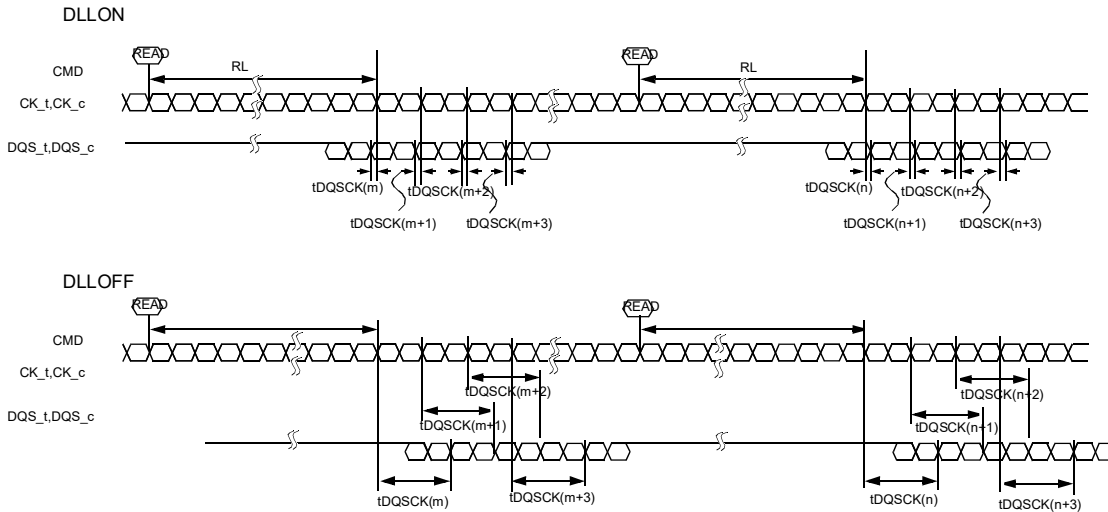 DLLON
READ READ
CMD
RL RL
CK_t,CK_c
DQS_t,DQS_c
tDQSCK(m) tDQSCK(m+2) tDQSCK(n) tDQSCK(n+2)
tDQSCK(m+1) tDQSCK(m+3) tDQSCK(n+1) tDQSCK(n+3)
DLLOFF
READ READ
CMD
CK_t,CK_c
tDQSCK(m+2) tDQSCK(n+2)
DQS_t,DQS_c
tDQSCK(m+1) tDQSCK(n+1)
tDQSCK(m) tDQSCK(m+3) tDQSCK(n) tDQSCK(n+3)